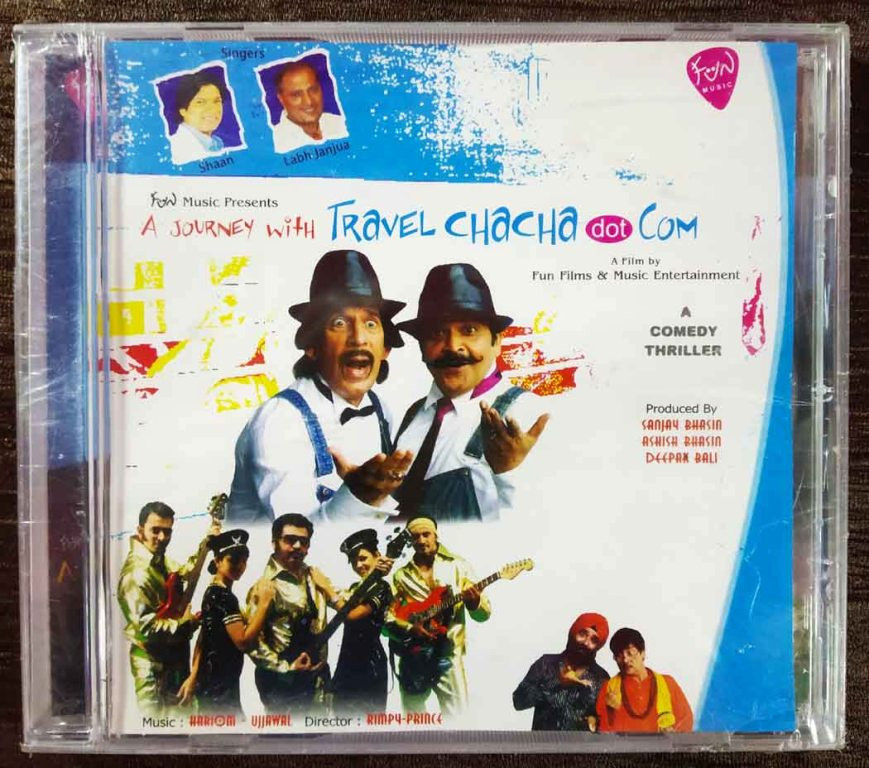 Singers
Shaan
Labh Janjua
Fun
MUSIC
Fun Music Presents
A JOURNEY with TRAVEL CHACHA dot COM
A Film by
Fun Films & Music Entertainment
A
COMEDY
THRILLER
Produced By
SANJAY BHASIN
ASHISH BHASIN
DEEPAK BALI
Music : HARIOM - UJJAWAL Director : RIMPY-PRINCE